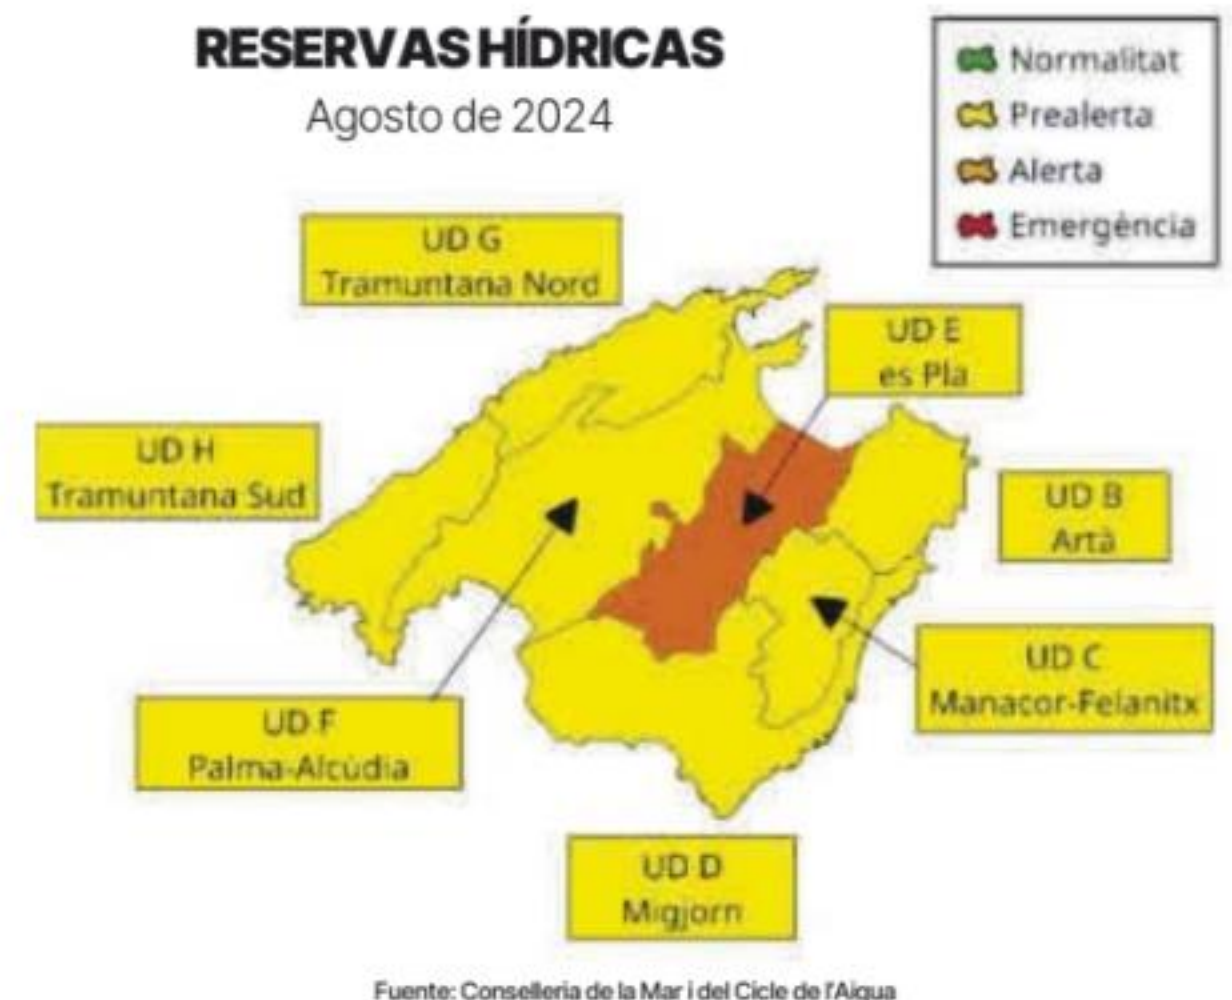 RESERVAS HÍDRICAS
Agosto de 2024
Normalitat
Prealerta
Alerta
Emergència
UD G
Tramuntana Nord
UD E
es Pla
UD H
Tramuntana Sud
UD B
Artà
UD C
Manacor-Felanitx
UD F
Palma-Alcúdia
UD D
Migjorn
Fuente: Conselleria de la Mar i del Cicle de l'Aigua